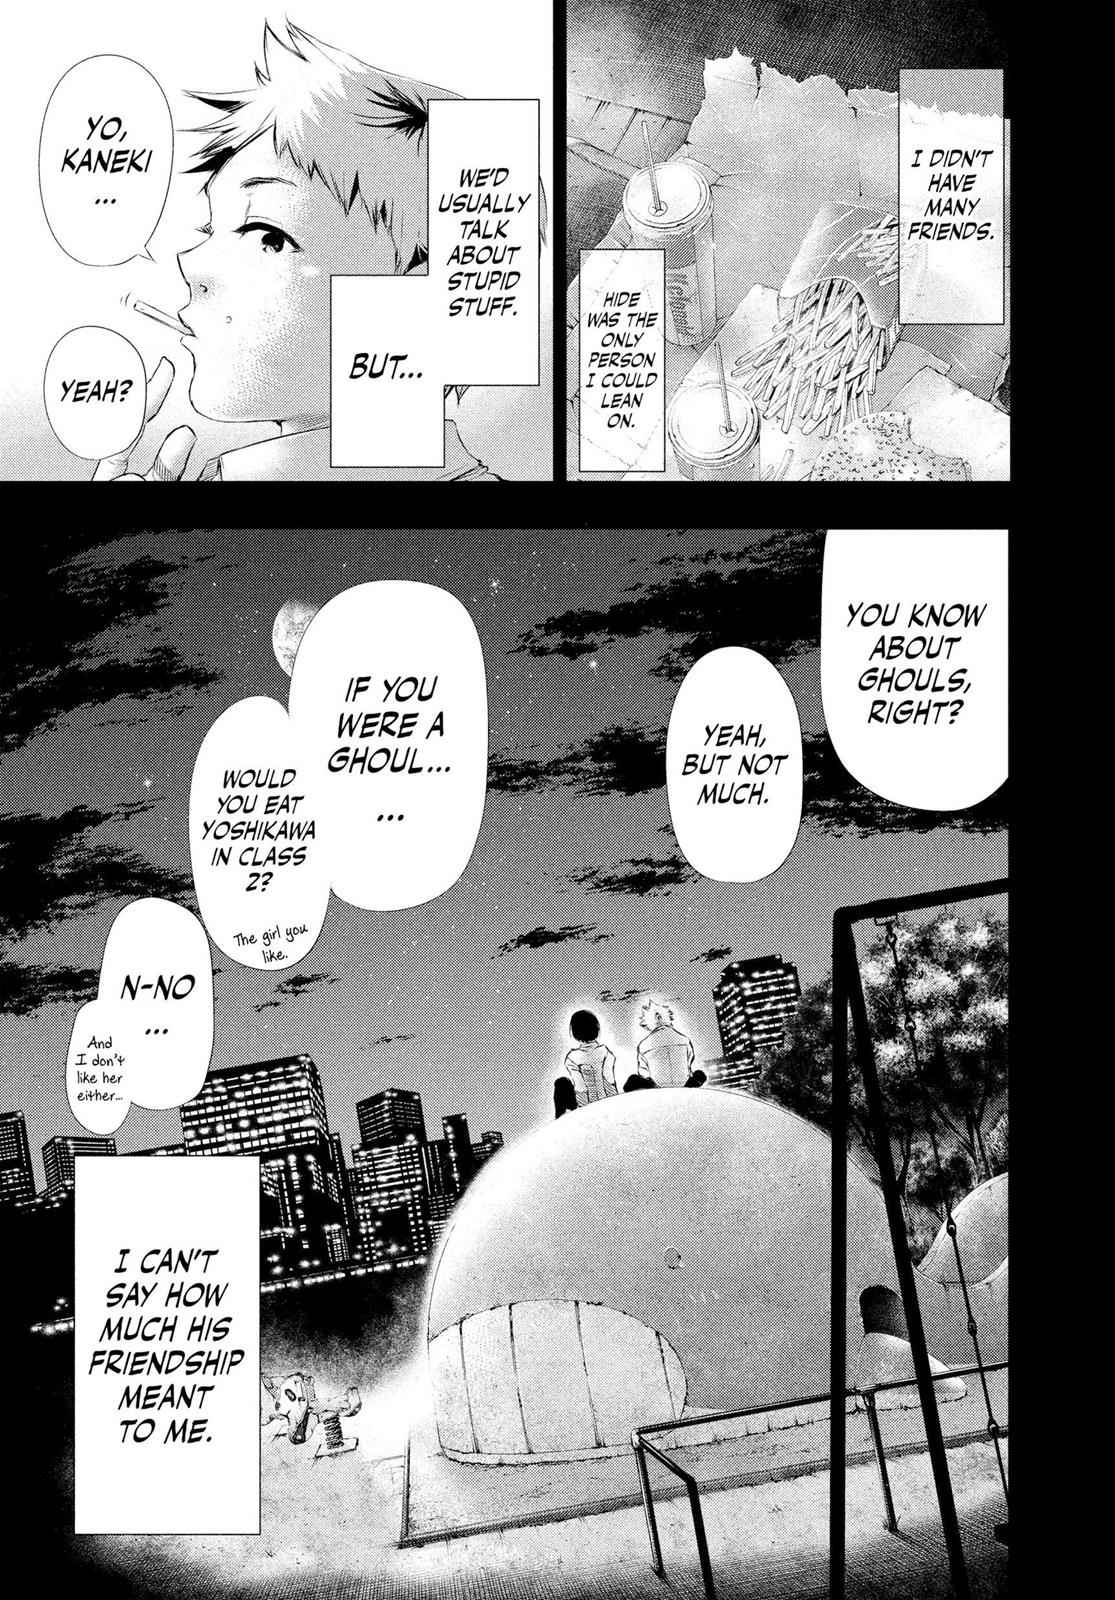 I DIDN'T
HAVE
MANY
FRIENDS.
HIDE
WAS THE
ONLY
PERSON
I COULD
LEAN
ON.
WE'D
USUALLY
TALK
ABOUT
STUPID
STUFF.
BUT...
YO,
KANEKI
...
YEAH?
YOU KNOW
ABOUT
GHOULS,
RIGHT?
YEAH,
BUT NOT
MUCH.
IF YOU
WERE A
GHOUL...
...
WOULD
YOU EAT
YOSHIKAWA
IN CLASS
2?
The girl you
like.
N-NO
...
And
I don't
like her
either...
I CAN'T
SAY HOW
MUCH HIS
FRIENDSHIP
MEANT
TO ME.